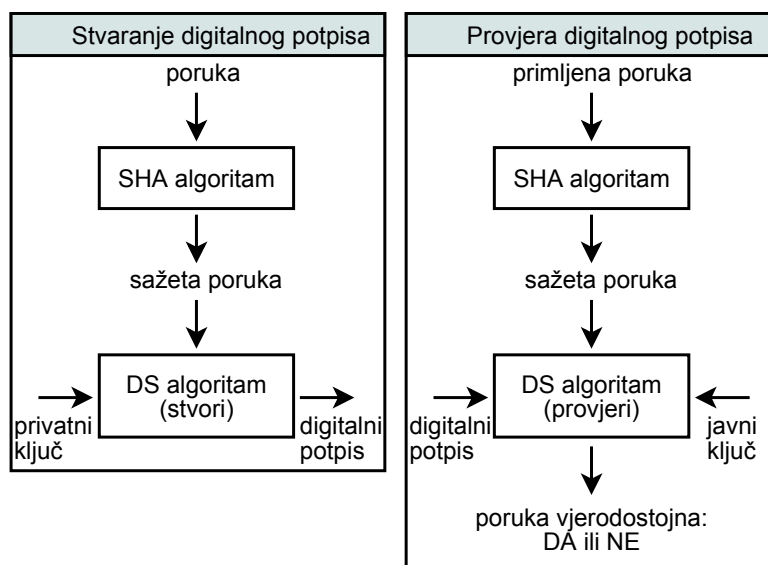 Stvaranje digitalnog potpisa
poruka
SHA algoritam
sažeta poruka
DS algoritam
(stvori)
privatni
ključ
digitalni
potpis
Provjera digitalnog potpisa
primljena poruka
SHA algoritam
sažeta poruka
DS algoritam
(provjeri)
digitalni
potpis
javni
ključ
poruka vjerodostojna:
DA ili NE